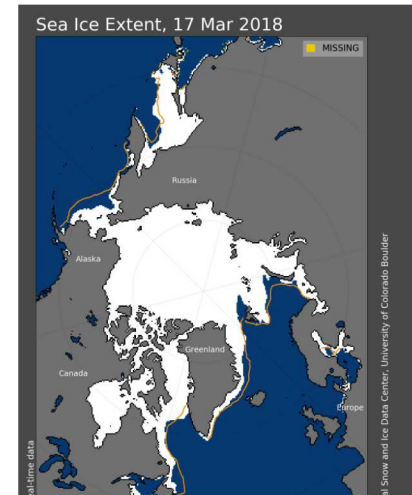 Sea Ice Extent, 17 Mar 2018
MISSING
Russia
Alaska
Greenland
Canada
Europe
al-time data
al Snow and Ice Data Center, University of Colorado Boulder